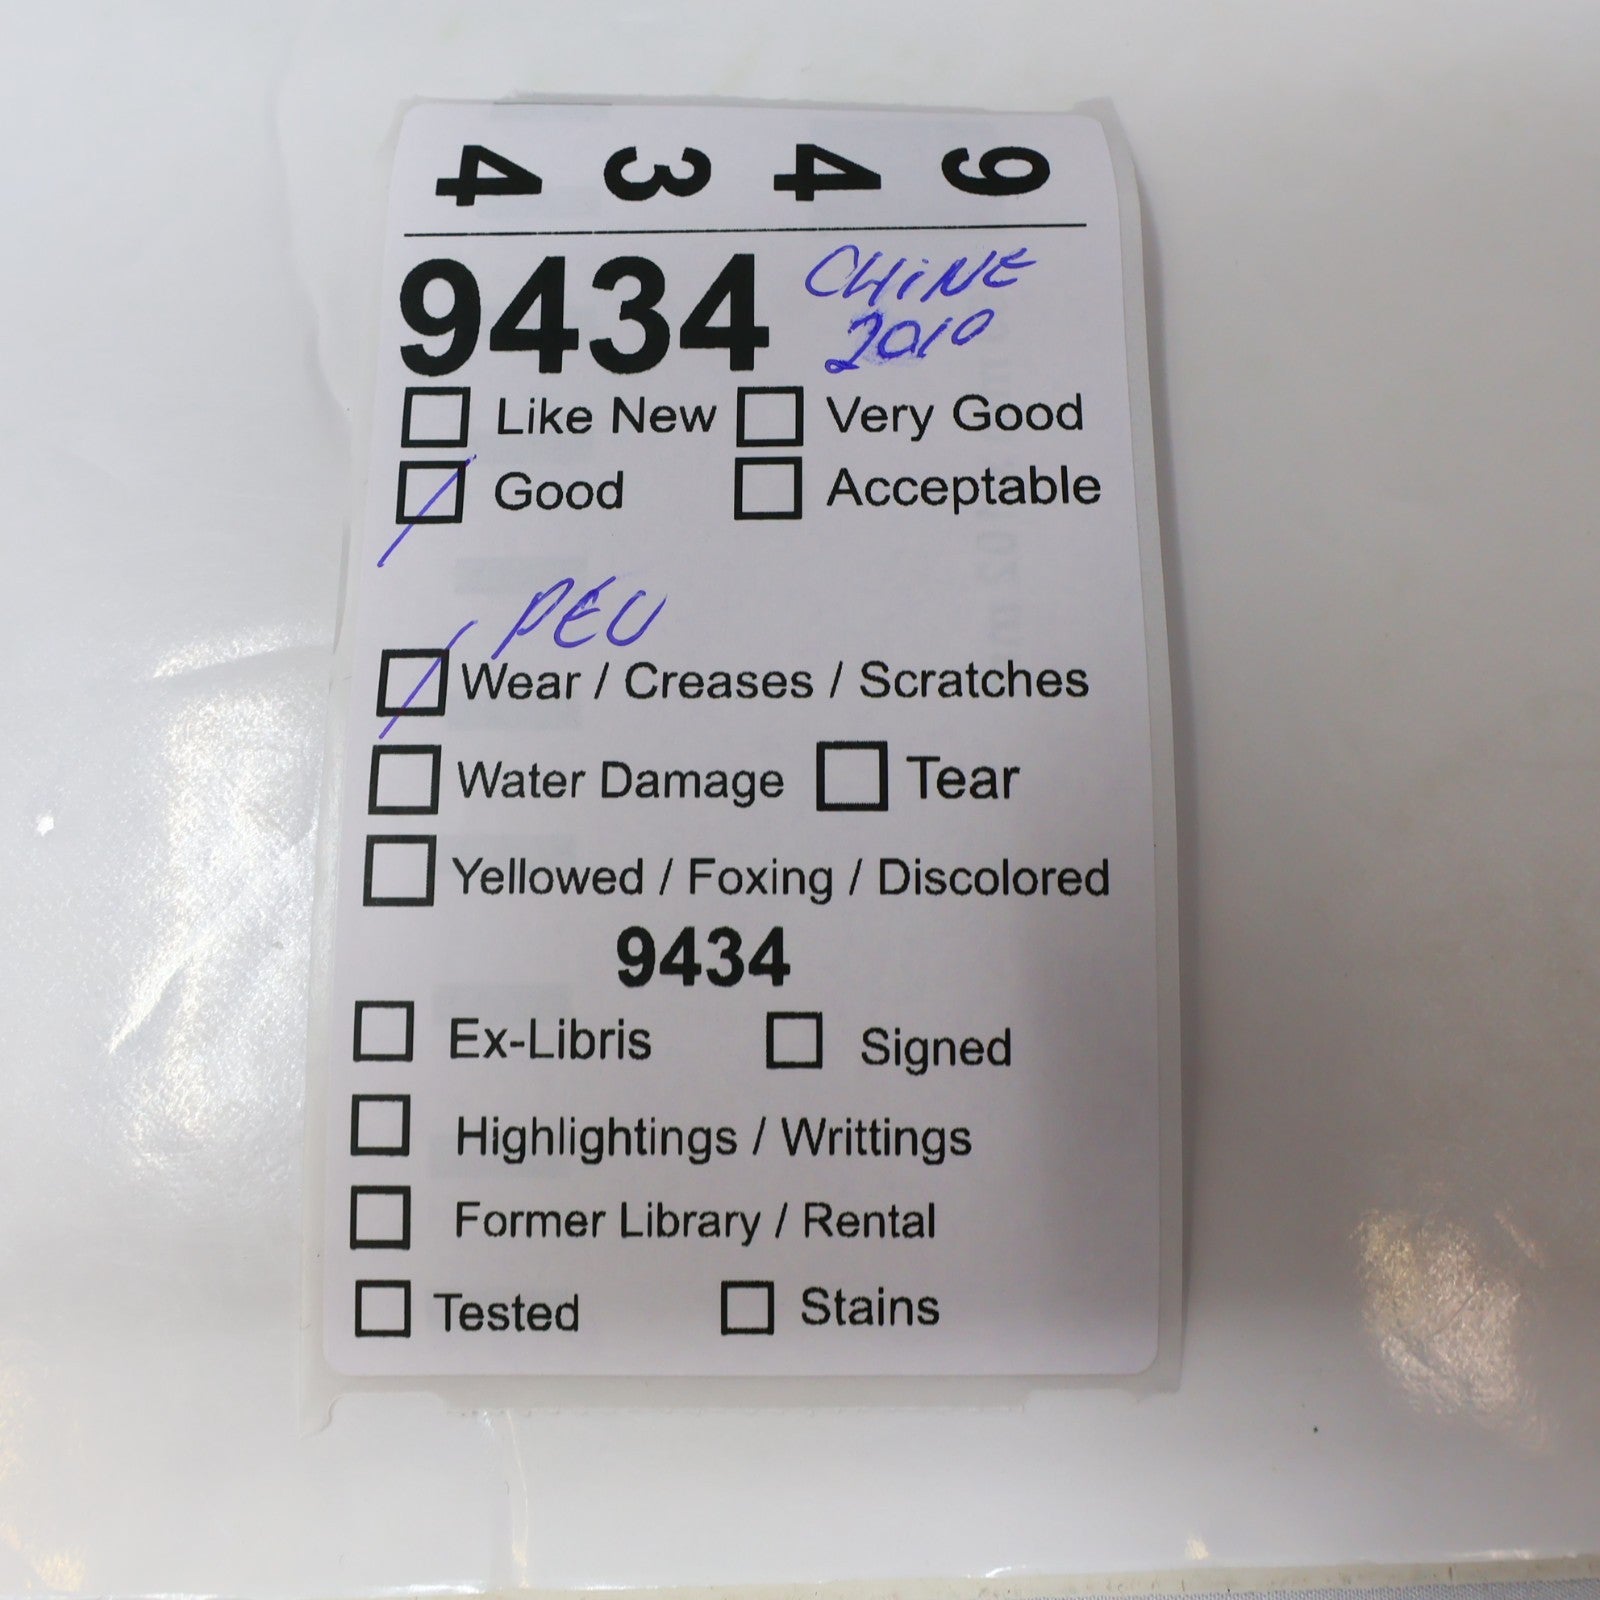 9 4 3 4
9434 CHINE
2010
Like New Very Good
Good Acceptable
PEU
Wear / Creases / Scratches
Water Damage Tear
Yellowed / Foxing / Discolored
9434
Ex-Libris Signed
Highlightings / Writtings
Former Library / Rental
Tested Stains